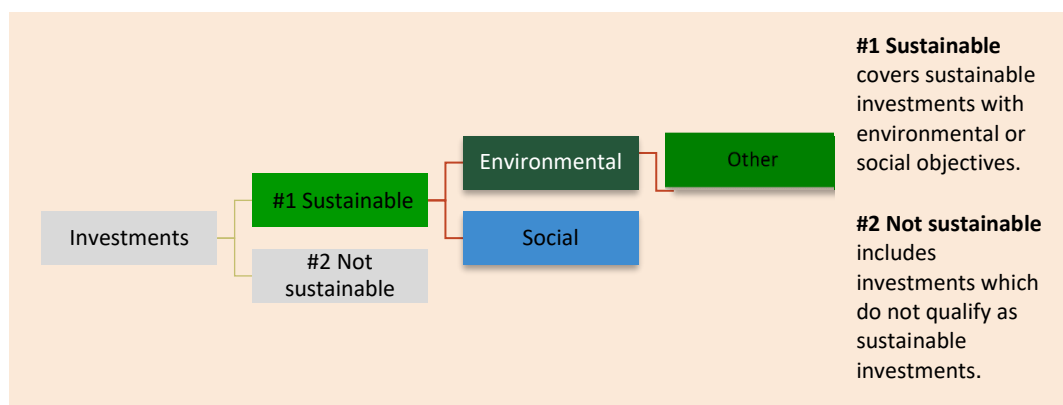 Investments
#1 Sustainable
#2 Not
sustainable
Environmental
Social
Other
#1 Sustainable
covers sustainable
investments with
environmental or
social objectives.
#2 Not sustainable
includes
investments which
do not qualify as
sustainable
investments.